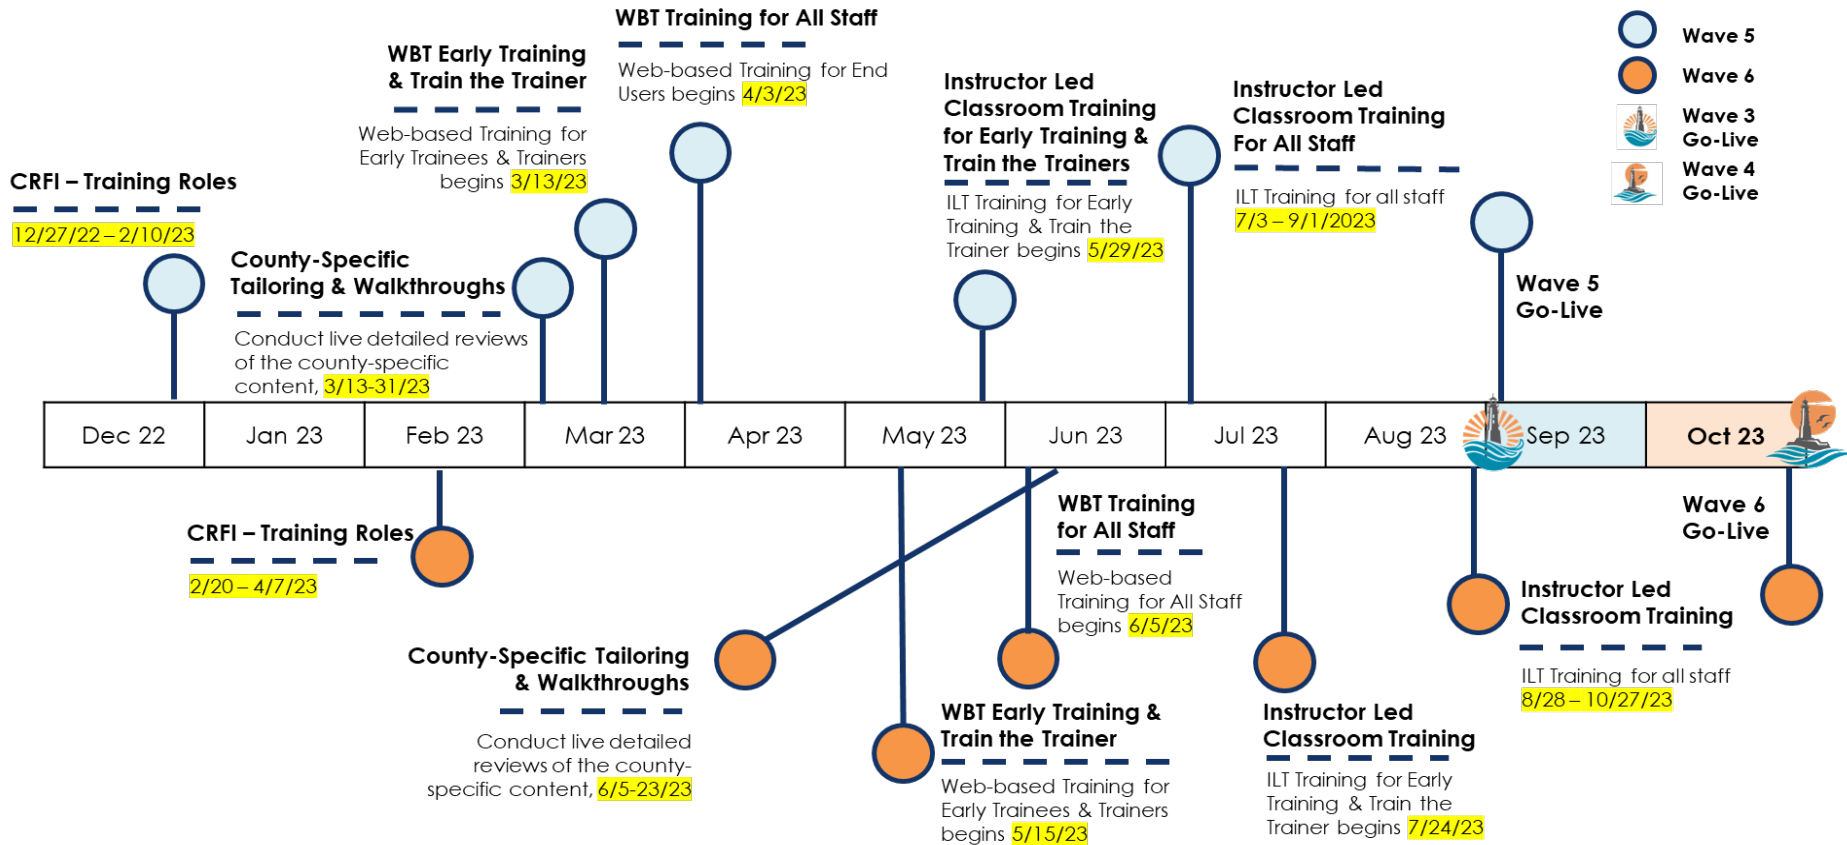 WBT Training for All Staff
Web-based Training for End
Users begins 4/3/23
WBT Early Training
& Train the Trainer
Web-based Training for
Early Trainees & Trainers
begins 3/13/23
CRFI – Training Roles
12/27/22 – 2/10/23
County-Specific
Tailoring & Walkthroughs
Conduct live detailed reviews
of the county-specific
content, 3/13-31/23
Instructor Led
Classroom Training
for Early Training &
Train the Trainers
ILT Training for Early
Training & Train the
Trainer begins 5/29/23
Instructor Led
Classroom Training
For All Staff
ILT Training for all staff
7/3 – 9/1/2023
Wave 5
Go-Live
Wave 5
Wave 6
Wave 3
Go-Live
Wave 4
Go-Live
Dec 22
Jan 23
Feb 23
Mar 23
Apr 23
May 23
Jun 23
Jul 23
Aug 23
Sep 23
Oct 23
CRFI – Training Roles
2/20 – 4/7/23
County-Specific Tailoring
& Walkthroughs
Conduct live detailed
reviews of the county-
specific content, 6/5-23/23
WBT Training
for All Staff
Web-based
Training for All Staff
begins 6/5/23
WBT Early Training &
Train the Trainer
Web-based Training for
Early Trainees & Trainers
begins 5/15/23
Instructor Led
Classroom Training
ILT Training for Early
Training & Train the
Trainer begins 7/24/23
Instructor Led
Classroom Training
ILT Training for all staff
8/28 – 10/27/23
Wave 6
Go-Live